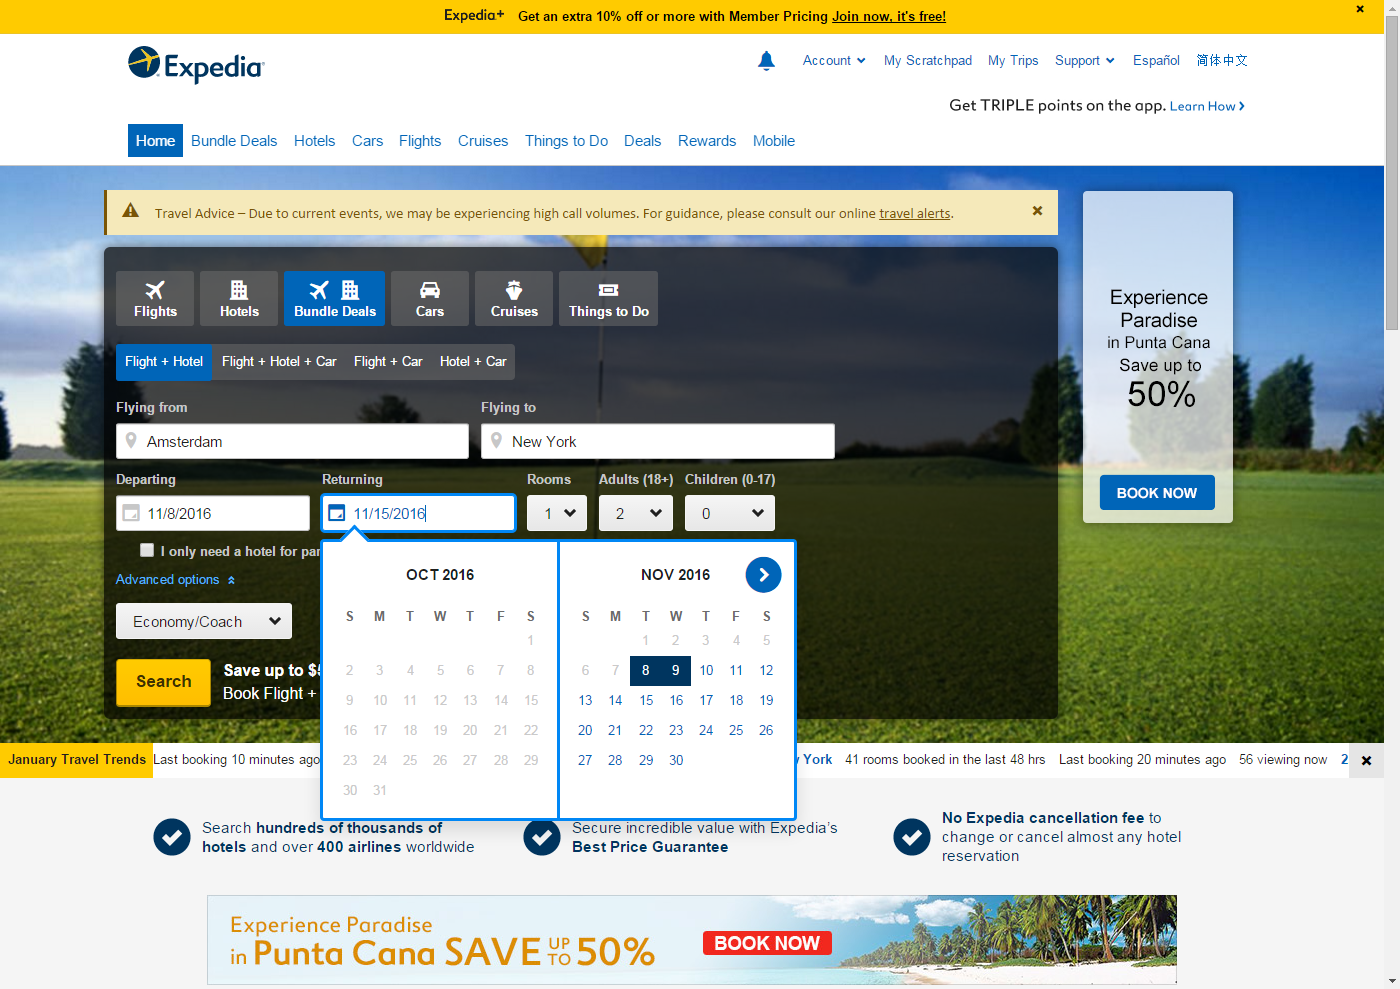 Expedia+ Get an extra 10% off or more with Member Pricing Join now, it's free!
Expedia
Account My Scratchpad My Trips Support Español 简体中文
Get TRIPLE points on the app. Learn How
Home Bundle Deals Hotels Cars Flights Cruises Things to Do Deals Rewards Mobile
Travel Advice – Due to current events, we may be experiencing high call volumes. For guidance, please consult our online travel alerts.
Flights Hotels Bundle Deals Cars Cruises Things to Do
Flight + Hotel Flight + Hotel + Car Flight + Car Hotel + Car
Flying from Flying to
Amsterdam New York
Departing Returning Rooms Adults (18+) Children (0-17)
11/8/2016 11/15/2016 1 2 0
I only need a hotel for par
Advanced options
Economy/Coach
Search
Save up to $
Book Flight +
OCT 2016
S M T W T F S
1
2 3 4 5 6 7 8
9 10 11 12 13 14 15
16 17 18 19 20 21 22
23 24 25 26 27 28 29
30 31
NOV 2016
S M T W T F S
1 2 3 4 5
6 7 8 9 10 11 12
13 14 15 16 17 18 19
20 21 22 23 24 25 26
27 28 29 30
Experience
Paradise
in Punta Cana
Save up to
50%
BOOK NOW
January Travel Trends Last booking 10 minutes ago York 41 rooms booked in the last 48 hrs Last booking 20 minutes ago 56 viewing now 2
Search hundreds of thousands of
hotels and over 400 airlines worldwide
Secure incredible value with Expedia's
Best Price Guarantee
No Expedia cancellation fee to
change or cancel almost any hotel
reservation
Experience Paradise
in Punta Cana SAVE UP TO 50%
BOOK NOW